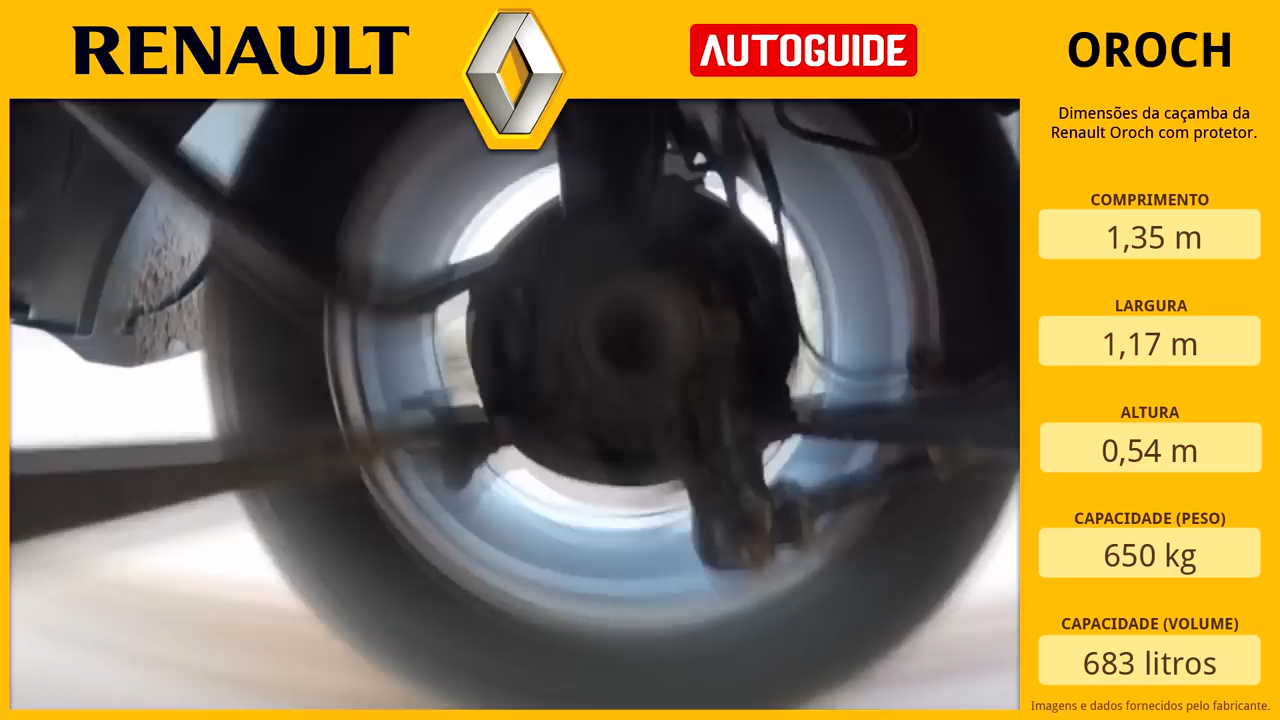 RENAULT
AUTOGUIDE
OROCH
Dimensões da caçamba da
Renault Oroch com protetor.
COMPRIMENTO
1,35 m
LARGURA
1,17 m
ALTURA
0,54 m
CAPACIDADE (PESO)
650 kg
CAPACIDADE (VOLUME)
683 litros
Imagens e dados fornecidos pelo fabricante.